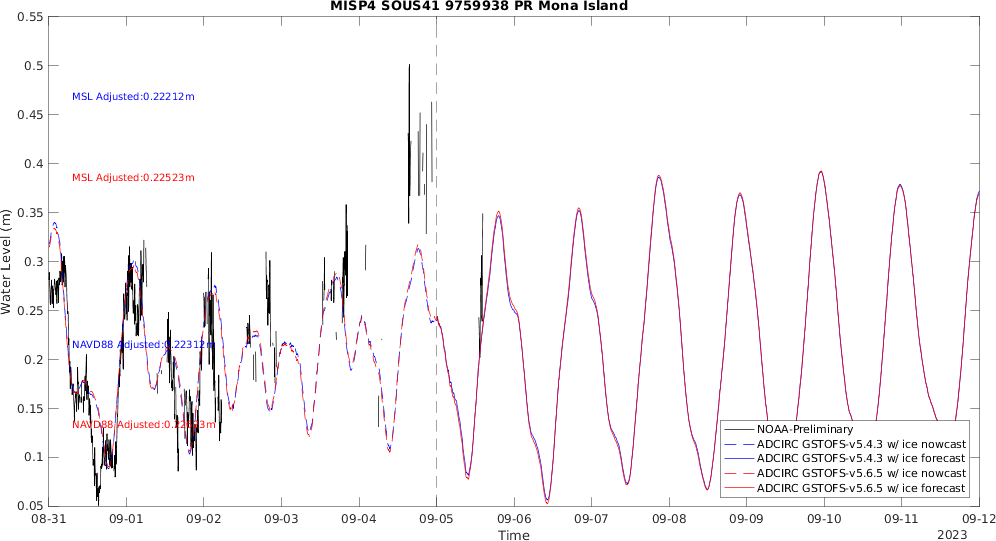 MISP4 SOUS41 9759938 PR Mona Island
0.55
0.5
0.45
0.4
0.35
0.3
0.25
0.2
0.15
0.1
0.05
Water Level (m)
MSL Adjusted:0.22212m
MSL Adjusted:0.22523m
NAVD88 Adjusted:0.22312m
NAVD88 Adjusted:
NOAA-Preliminary
ADCIRC GSTOFS-v5.4.3 w/ ice nowcast
ADCIRC GSTOFS-v5.4.3 w/ ice forecast
ADCIRC GSTOFS-v5.6.5 w/ ice nowcast
ADCIRC GSTOFS-v5.6.5 w/ ice forecast
08-31 09-01 09-02 09-03 09-04 09-05 09-06 09-07 09-08 09-09 09-10 09-11 09-12
Time
2023